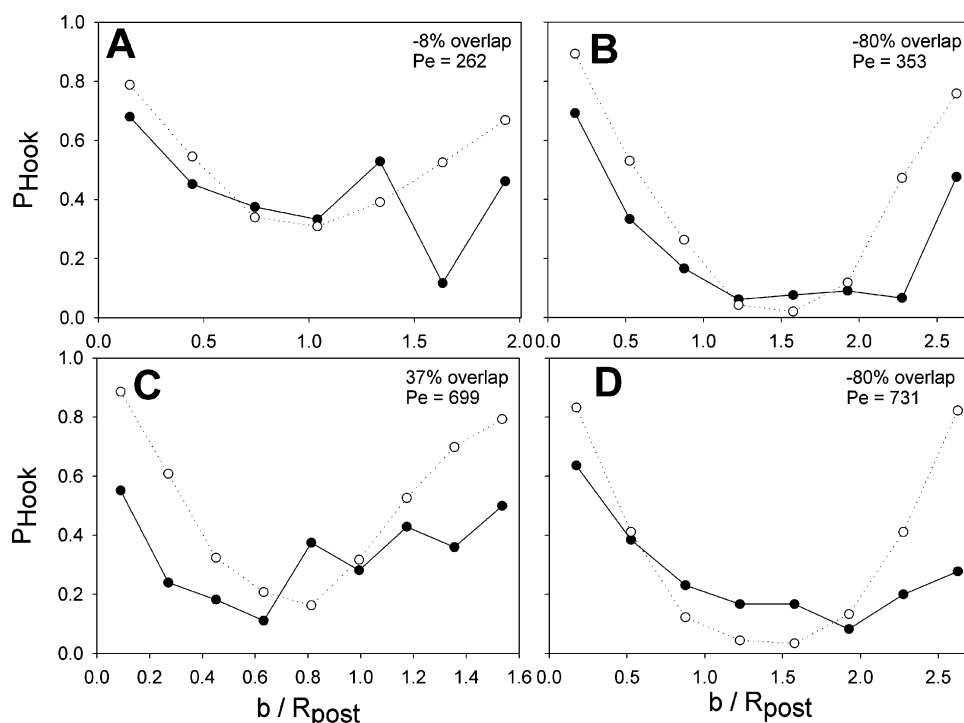 A
-8% overlap
Pe = 262
1.0
0.8
0.6
0.4
0.2
0.0
P_Hook
0.0 0.5 1.0 1.5 2.0
B
-80% overlap
Pe = 353
0.0 0.5 1.0 1.5 2.0 2.5
C
37% overlap
Pe = 699
1.0
0.8
0.6
0.4
0.2
0.0
P_Hook
0.0 0.2 0.4 0.6 0.8 1.0 1.2 1.4 1.6
b / R_post
D
-80% overlap
Pe = 731
0.0 0.5 1.0 1.5 2.0 2.5
b / R_post